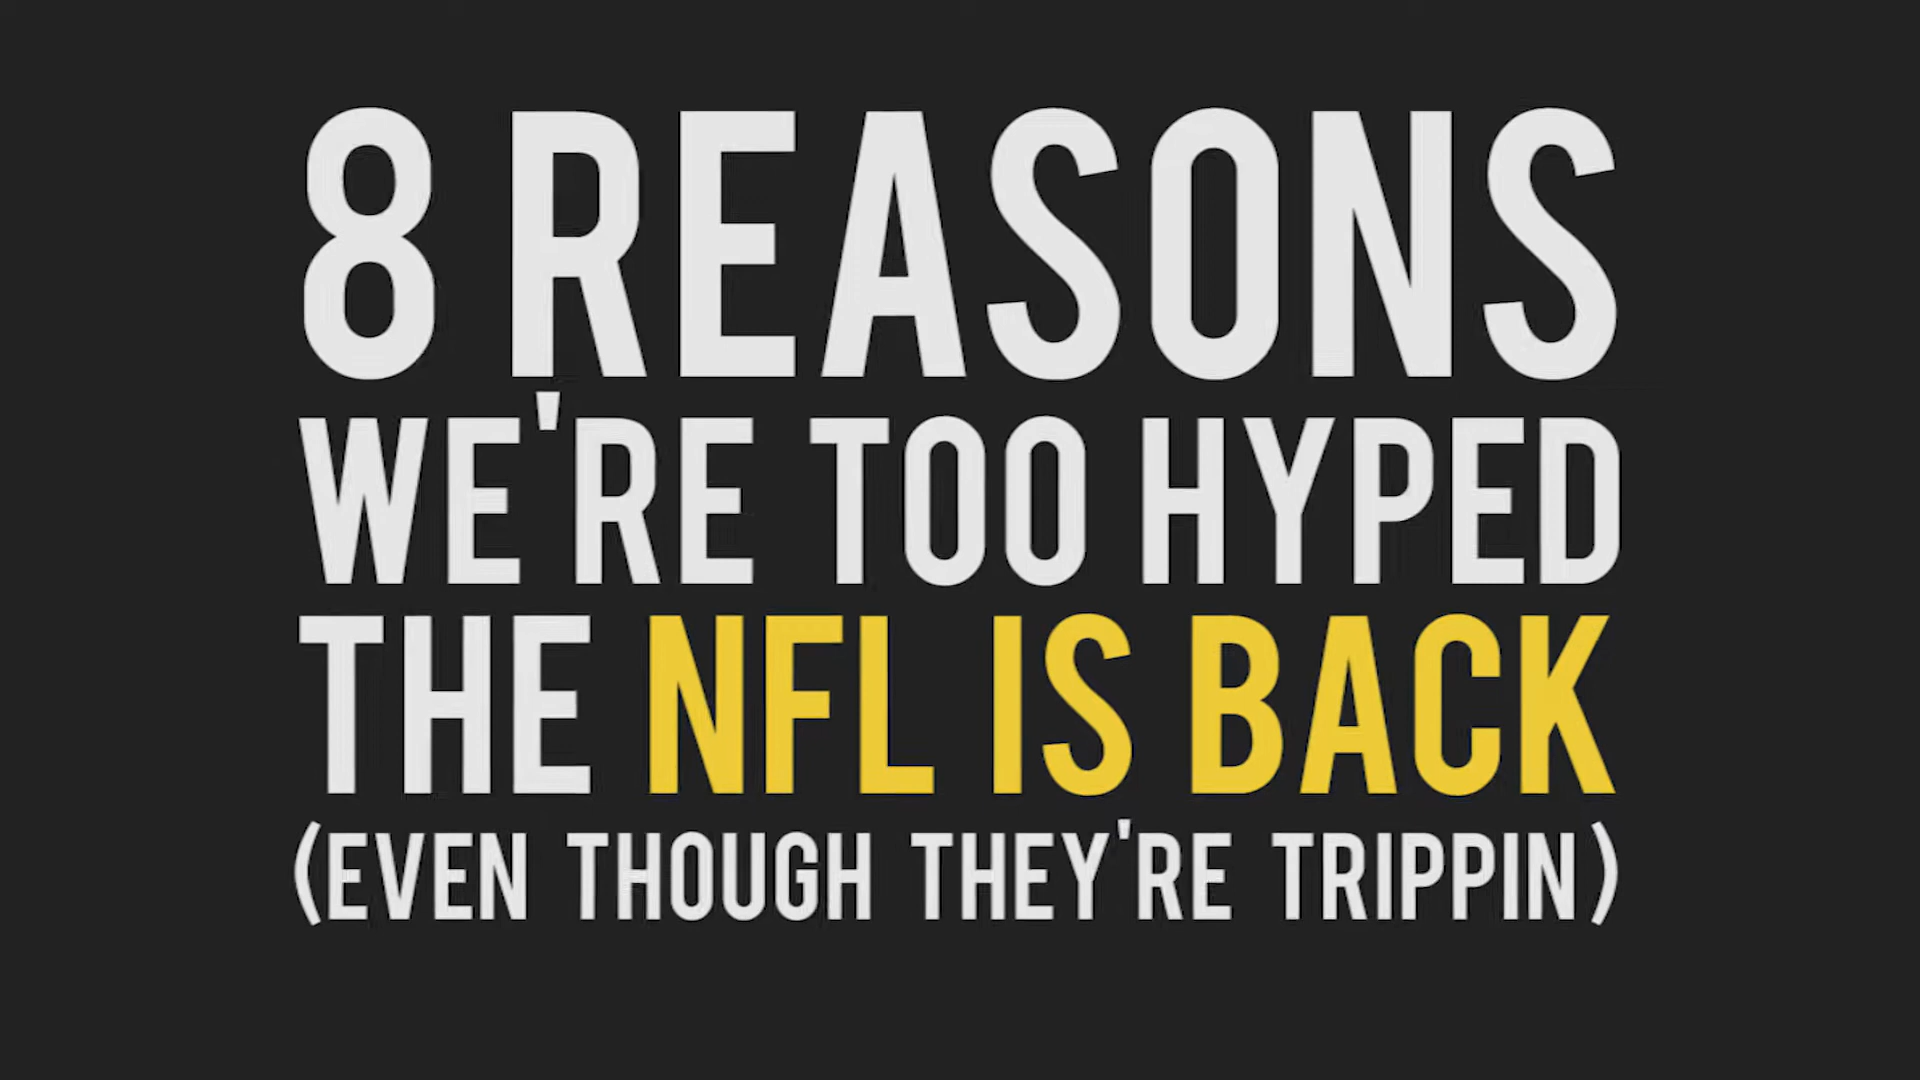 8 REASONS
WE'RE TOO HYPED
THE NFL IS BACK
(EVEN THOUGH THEY'RE TRIPPIN)